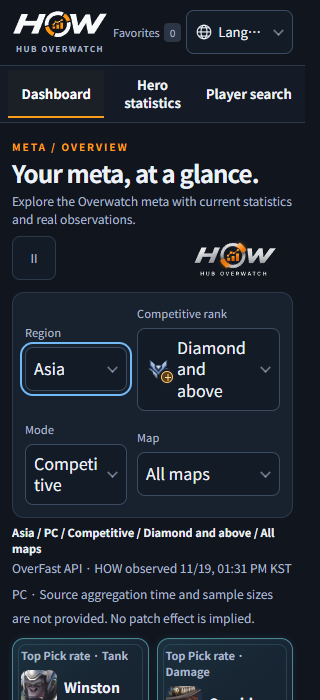 HOW
HUB OVERWATCH
Favorites 0
Lang...
Dashboard
Hero
statistics
Player search
META / OVERVIEW
Your meta, at a glance.
Explore the Overwatch meta with current statistics
and real observations.
HOW
HUB OVERWATCH
Region
Asia
Competitive rank
Diamond
and
above
Mode
Competi
tive
Map
All maps
Asia / PC / Competitive / Diamond and above / All
maps
OverFast API · HOW observed 11/19, 01:31 PM KST
PC · Source aggregation time and sample sizes
are not provided. No patch effect is implied.
Top Pick rate · Tank
Winston
Top Pick rate ·
Damage